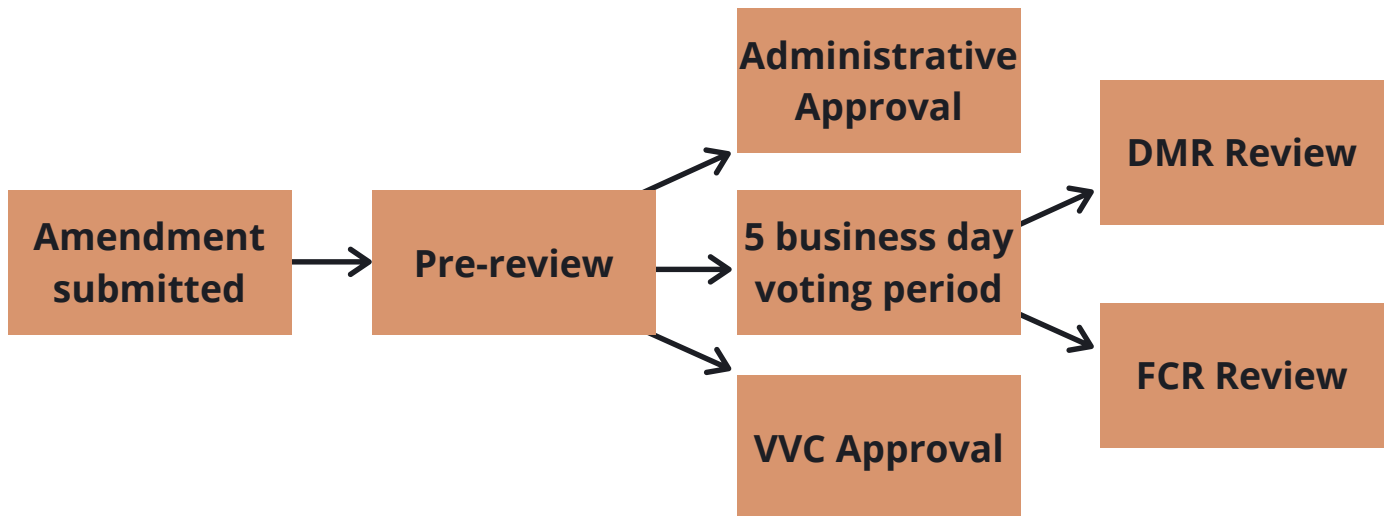 Amendment
submitted
Pre-review
Administrative
Approval
5 business day
voting period
VVC Approval
DMR Review
FCR Review